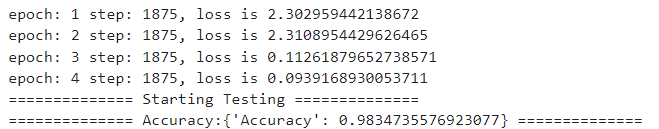 epoch: 1 step: 1875, loss is 2.302959442138672
epoch: 2 step: 1875, loss is 2.3108954429626465
epoch: 3 step: 1875, loss is 0.11261879652738571
epoch: 4 step: 1875, loss is 0.0939168930053711
============== Starting Testing ==============
============== Accuracy:{'Accuracy': 0.9834735576923077} ==============